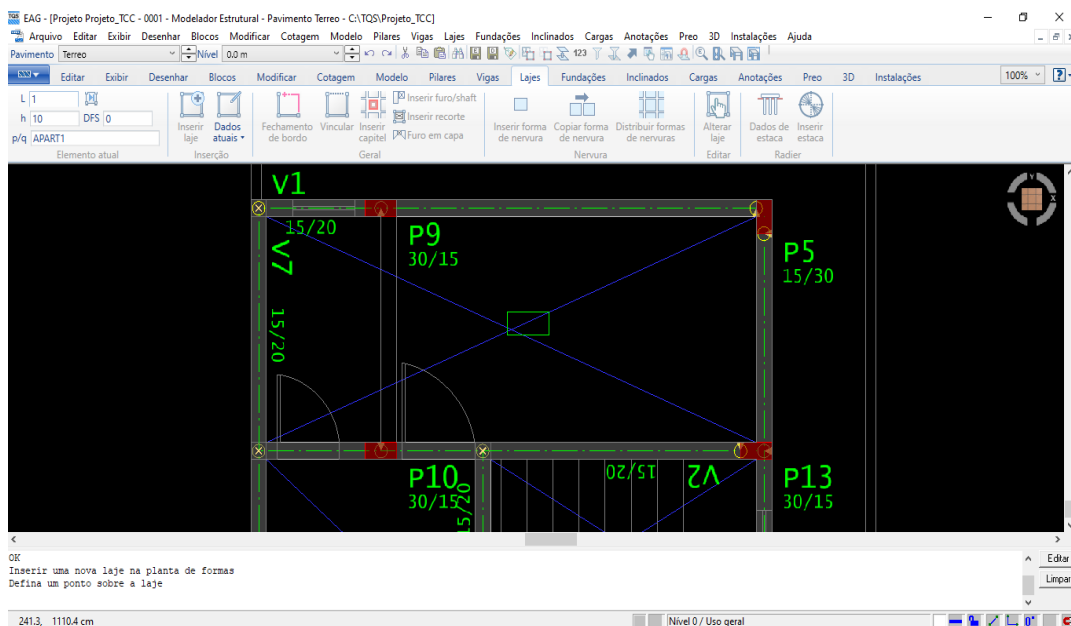 TQS EAG - [Projeto Projeto_TCC - 0001 - Modelador Estrutural - Pavimento Terreo - C:\TQS\Projeto_TCC]
Arquivo Editar Exibir Desenhar Blocos Modificar Cotagem Modelo Pilares Vigas Lajes Fundações Inclinados Cargas Anotações Preo 3D Instalações Ajuda
Pavimento Terreo Nível 0.0 m 123
Editar Exibir Desenhar Blocos Modificar Cotagem Modelo Pilares Vigas Lajes Fundações Inclinados Cargas Anotações Preo 3D Instalações 100% ?
L 1
h 10 DFS 0
p/q APART1
Elemento atual
Inserir laje
Dados atuais
Inserção
Fechamento de bordo
Vincular
Inserir capitel
Inserir furo/shaft
Inserir recorte
Furo em capa
Geral
Inserir forma de nervura
Copiar forma de nervura
Distribuir formas de nervuras
Nervura
Alterar laje
Editar
Dados de estaca
Inserir estaca
Radier
V1
15/20
P9
30/15
P5
15/30
V7
15/20
Y
X
P10
30/15
15/20
15/20
V2
P13
30/15
OK
Inserir uma nova laje na planta de formas
Defina um ponto sobre a laje
Editar
Limpar
241.3, 1110.4 cm
Nível 0 / Uso geral
0°